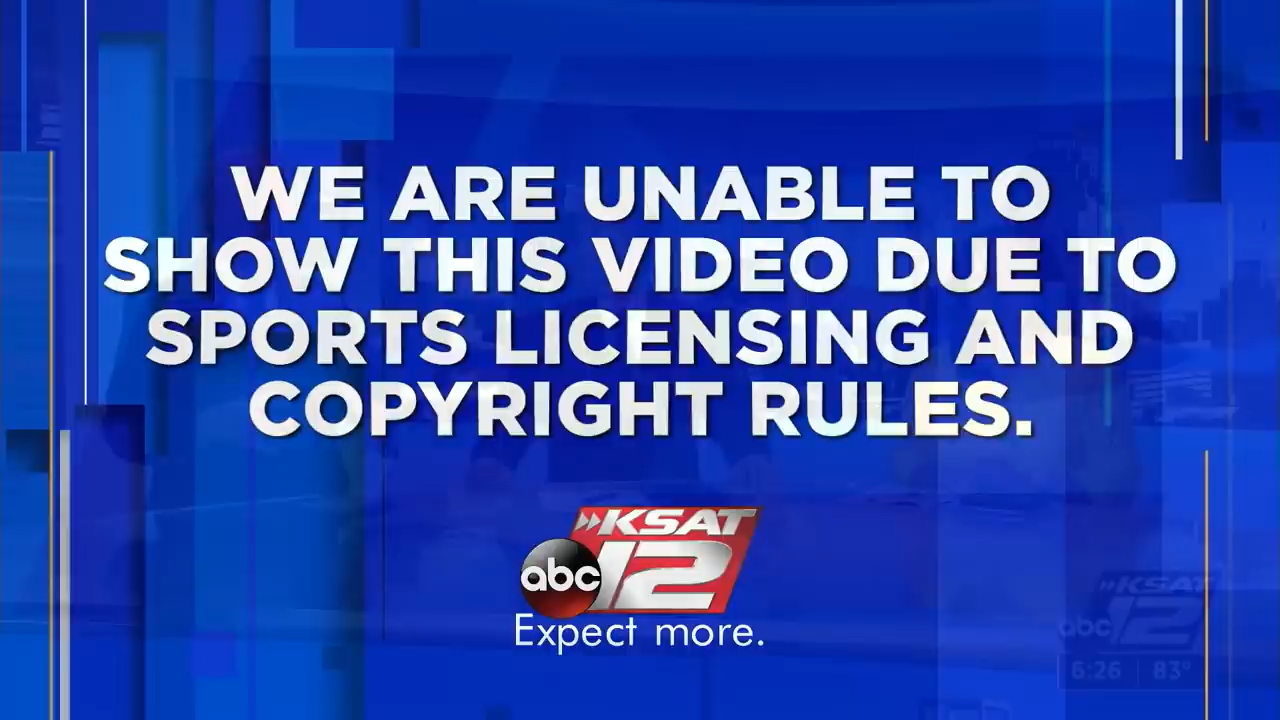 WE ARE UNABLE TO
SHOW THIS VIDEO DUE TO
SPORTS LICENSING AND
COPYRIGHT RULES.
KSAT
abc 12
Expect more.
KSAT
abc 12
6:26 83°